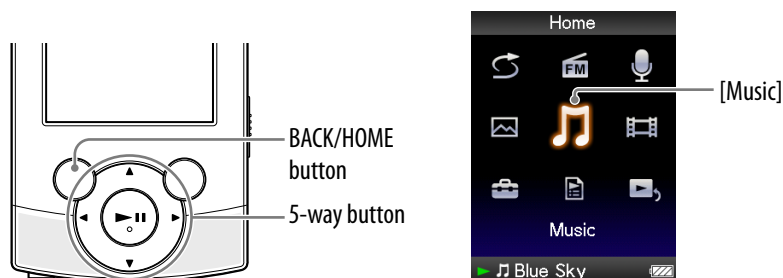 BACK/HOME
button
5-way button
Home
FM
[Music]
Music
Blue Sky